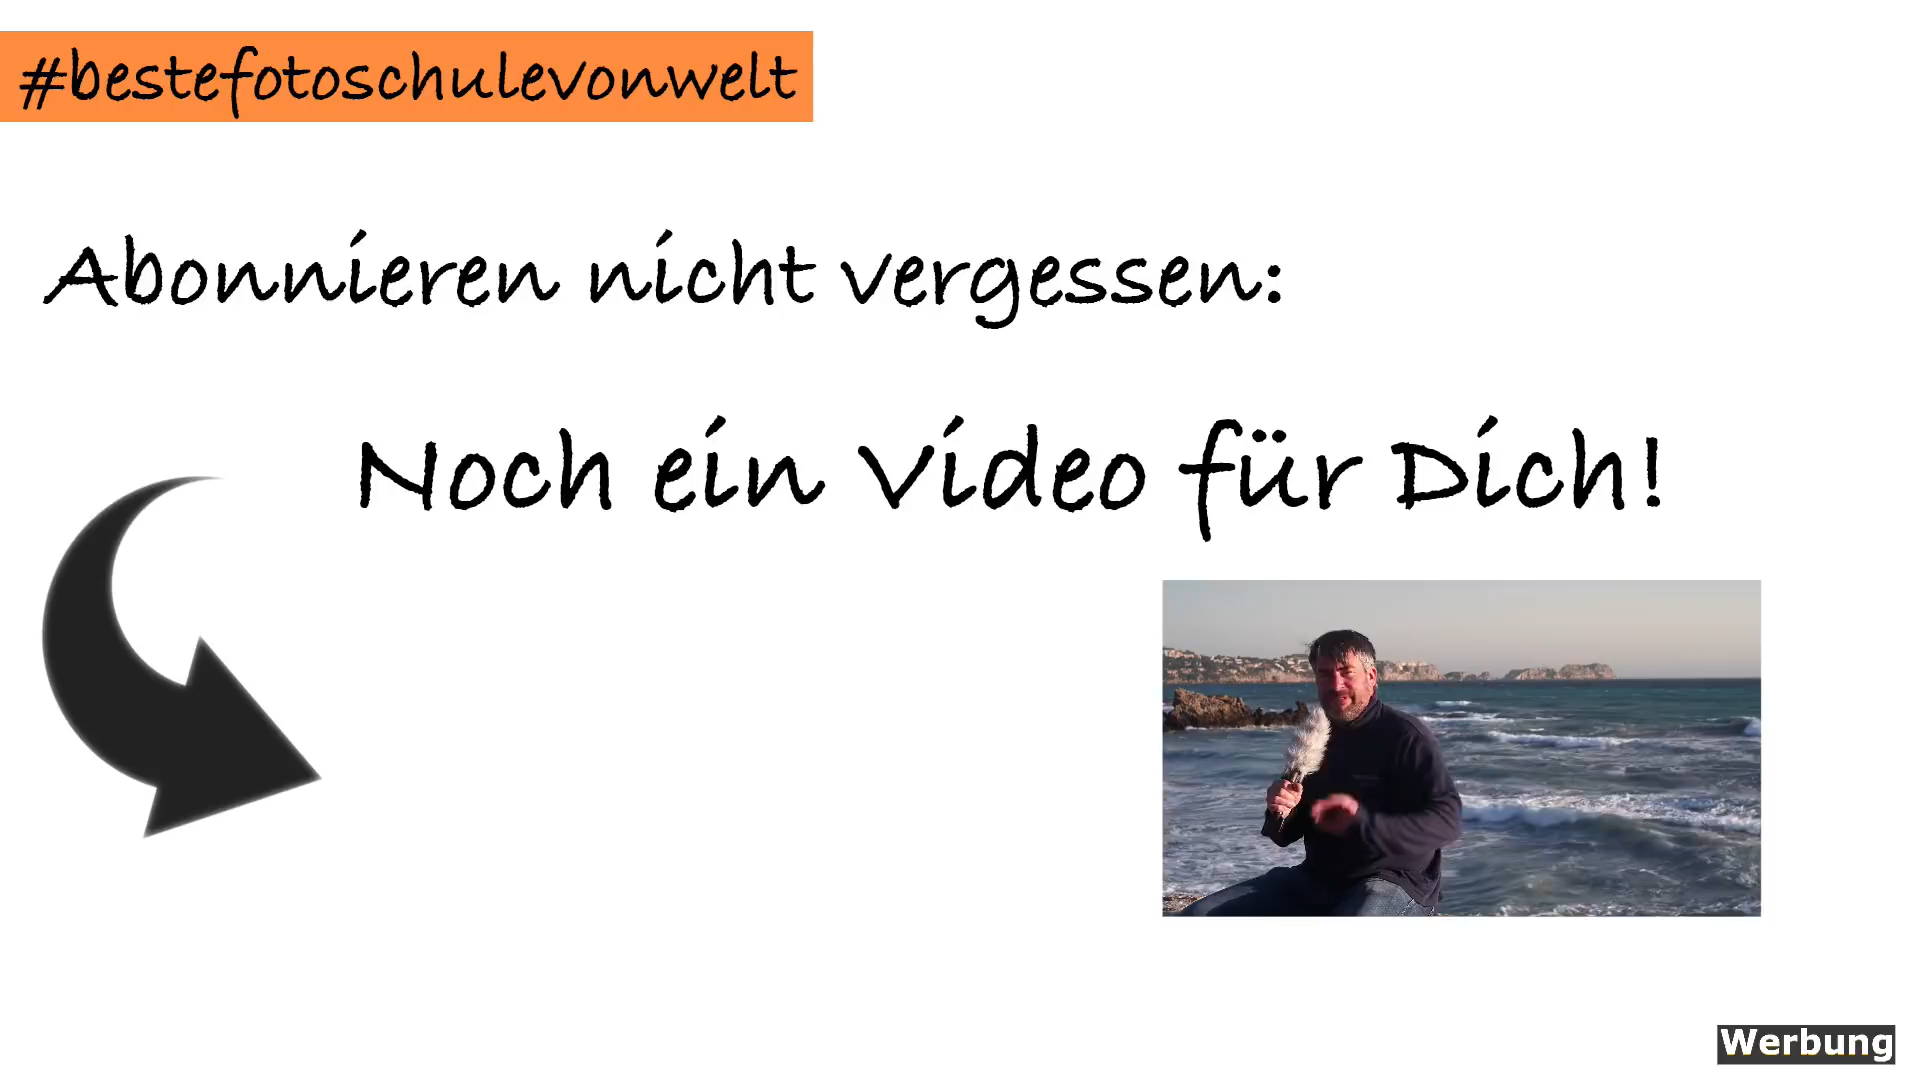 #bestefotoschulevonwelt
Abonnieren nicht vergessen:
Noch ein Video für Dich!
Werbung